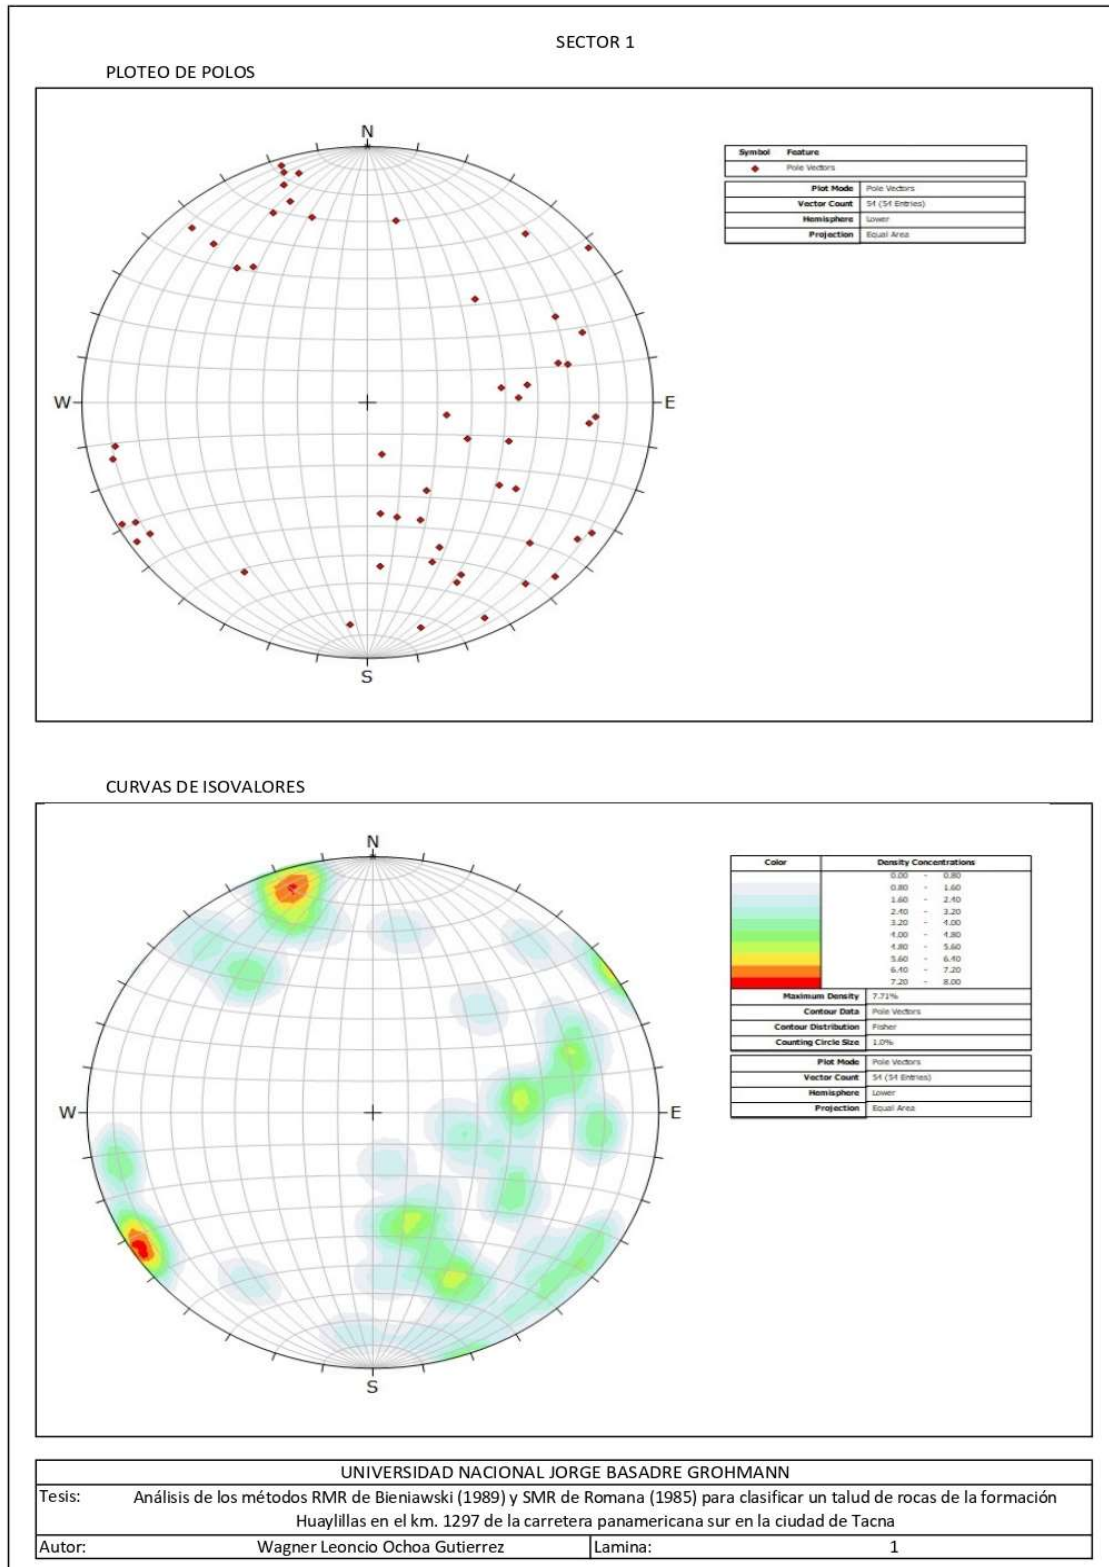 SECTOR 1
PLOTEO DE POLOS
N
W
E
S
Symbol Feature
Pole Vectors
Plot Mode Pole Vectors
Vector Count 54 (54 Entries)
Hemisphere Lower
Projection Equal Area
CURVAS DE ISOVALORES
N
W
E
S
Color Density Concentrations
0.00 - 0.80
0.80 - 1.60
1.60 - 2.40
2.40 - 3.20
3.20 - 4.00
4.00 - 4.80
4.80 - 5.60
5.60 - 6.40
6.40 - 7.20
7.20 - 8.00
Maximum Density 7.71%
Contour Data Pole Vectors
Contour Distribution Fisher
Counting Circle Size 1.0%
Plot Mode Pole Vectors
Vector Count 54 (54 Entries)
Hemisphere Lower
Projection Equal Area
UNIVERSIDAD NACIONAL JORGE BASADRE GROHMANN
Tesis: Análisis de los métodos RMR de Bieniawski (1989) y SMR de Romana (1985) para clasificar un talud de rocas de la formación
Huaylillas en el km. 1297 de la carretera panamericana sur en la ciudad de Tacna
Autor: Wagner Leoncio Ochoa Gutierrez Lamina: 1